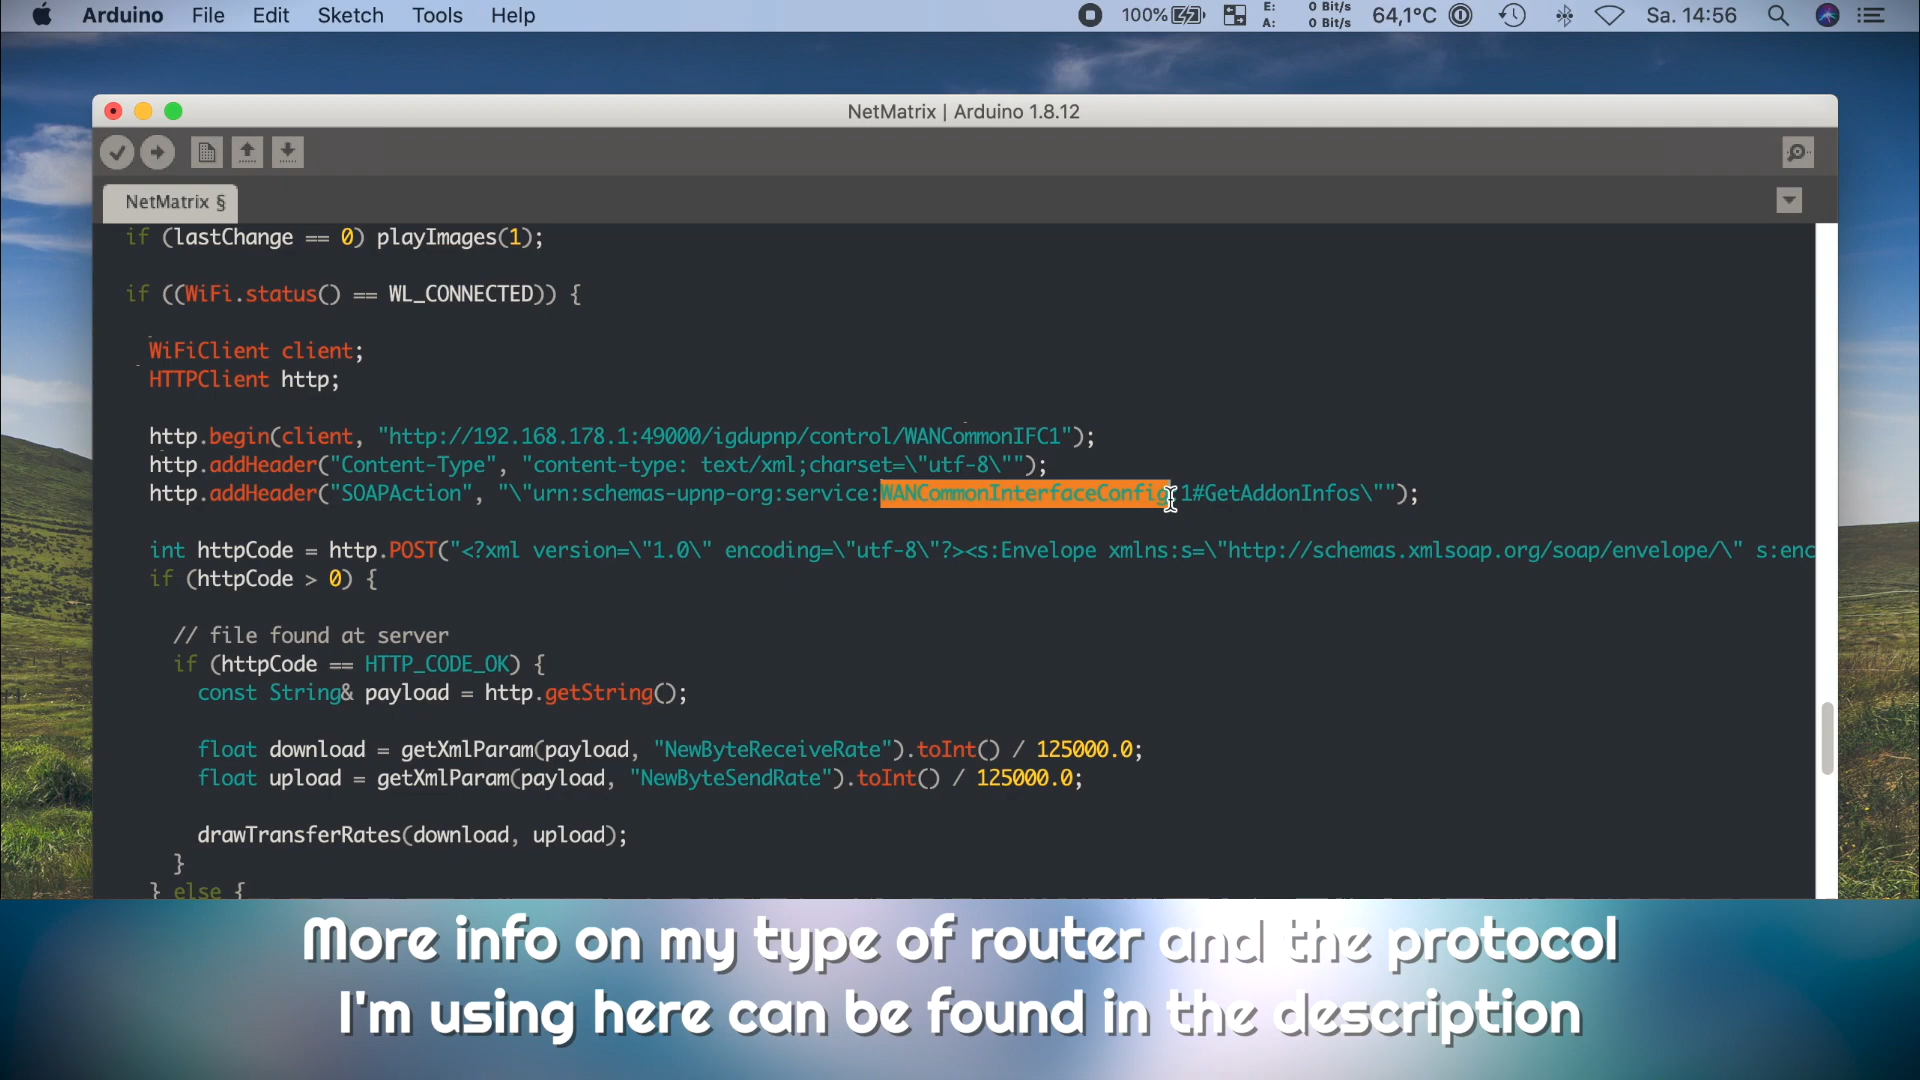 Arduino File Edit Sketch Tools Help 100% E: 0 Bit/s A: 0 Bit/s 64,1°C Sa. 14:56
NetMatrix | Arduino 1.8.12
NetMatrix §
if (lastChange == 0) playImages(1);
if ((WiFi.status() == WL_CONNECTED)) {
WiFiClient client;
HTTPClient http;
http.begin(client, "http://192.168.178.1:49000/igdupnp/control/WANCommonIFC1");
http.addHeader("Content-Type", "content-type: text/xml;charset=\"utf-8\"");
http.addHeader("SOAPAction", "\"urn:schemas-upnp-org:service:WANCommonInterfaceConfig:1#GetAddonInfos\"");
int httpCode = http.POST("<?xml version=\"1.0\" encoding=\"utf-8\"?><s:Envelope xmlns:s=\"http://schemas.xmlsoap.org/soap/envelope/\" s:enc
if (httpCode > 0) {
// file found at server
if (httpCode == HTTP_CODE_OK) {
const String& payload = http.getString();
float download = getXmlParam(payload, "NewByteReceiveRate").toInt() / 125000.0;
float upload = getXmlParam(payload, "NewByteSendRate").toInt() / 125000.0;
drawTransferRates(download, upload);
}
} else {
More info on my type of router and the protocol
I'm using here can be found in the description